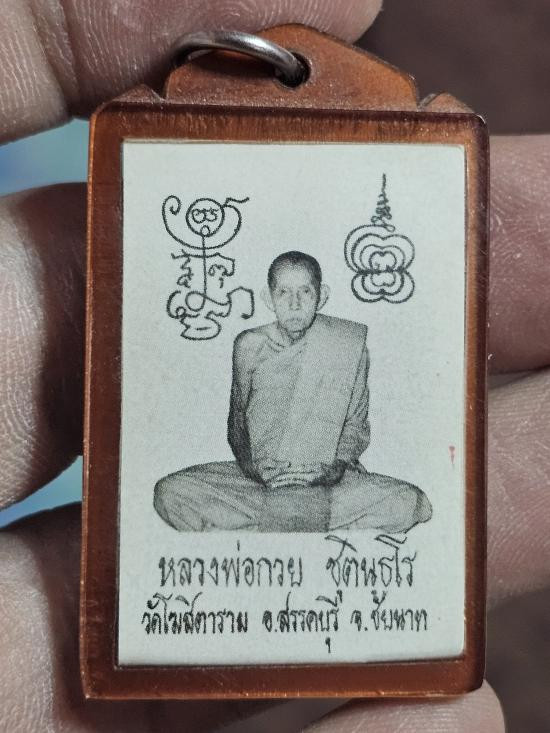 หลวงพ่อกวย ชุตินฺธโร
วัดโฆสิตาราม อ.สรรคบุรี จ.ชัยนาท